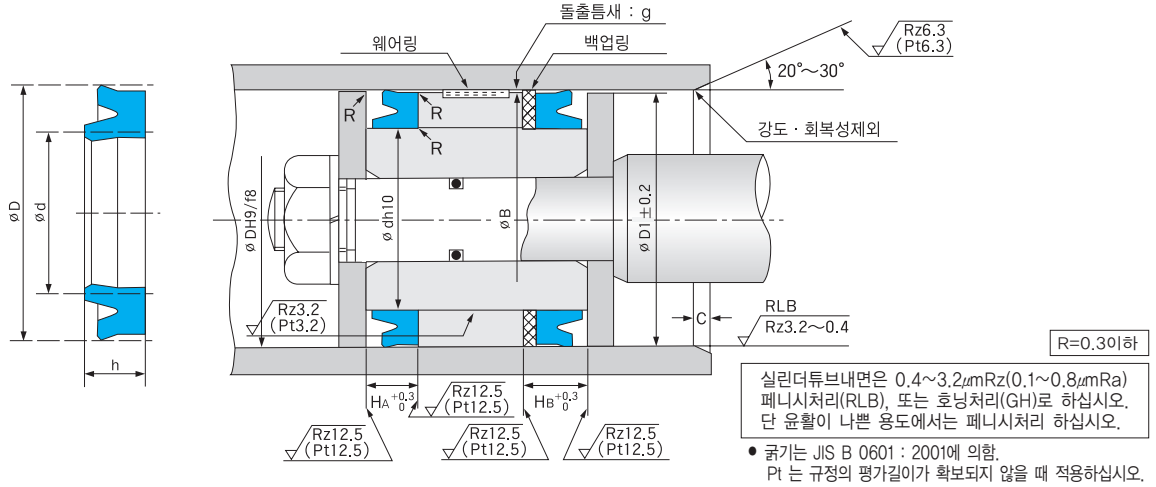 돌출틈새 : g
웨어링
백업링
Rz6.3
(Pt6.3)
20°~30°
강도 · 회복성제외
R
R
R
øD
ød
h
ø DH9/f8
ø dh10
øB
ø D1±0.2
Rz3.2
(Pt3.2)
C
RLB
Rz3.2~0.4
HA +0.3 0
Rz12.5
(Pt12.5)
HB +0.3 0
Rz12.5
(Pt12.5)
Rz12.5
(Pt12.5)
Rz12.5
(Pt12.5)
R=0.3이하
실린더튜브내면은 0.4~3.2μmRz(0.1~0.8μmRa)
페니시처리(RLB), 또는 호닝처리(GH)로 하십시오.
단 윤활이 나쁜 용도에서는 페니시처리 하십시오.
● 굵기는 JIS B 0601 : 2001에 의함.
Pt 는 규정의 평가길이가 확보되지 않을 때 적용하십시오.